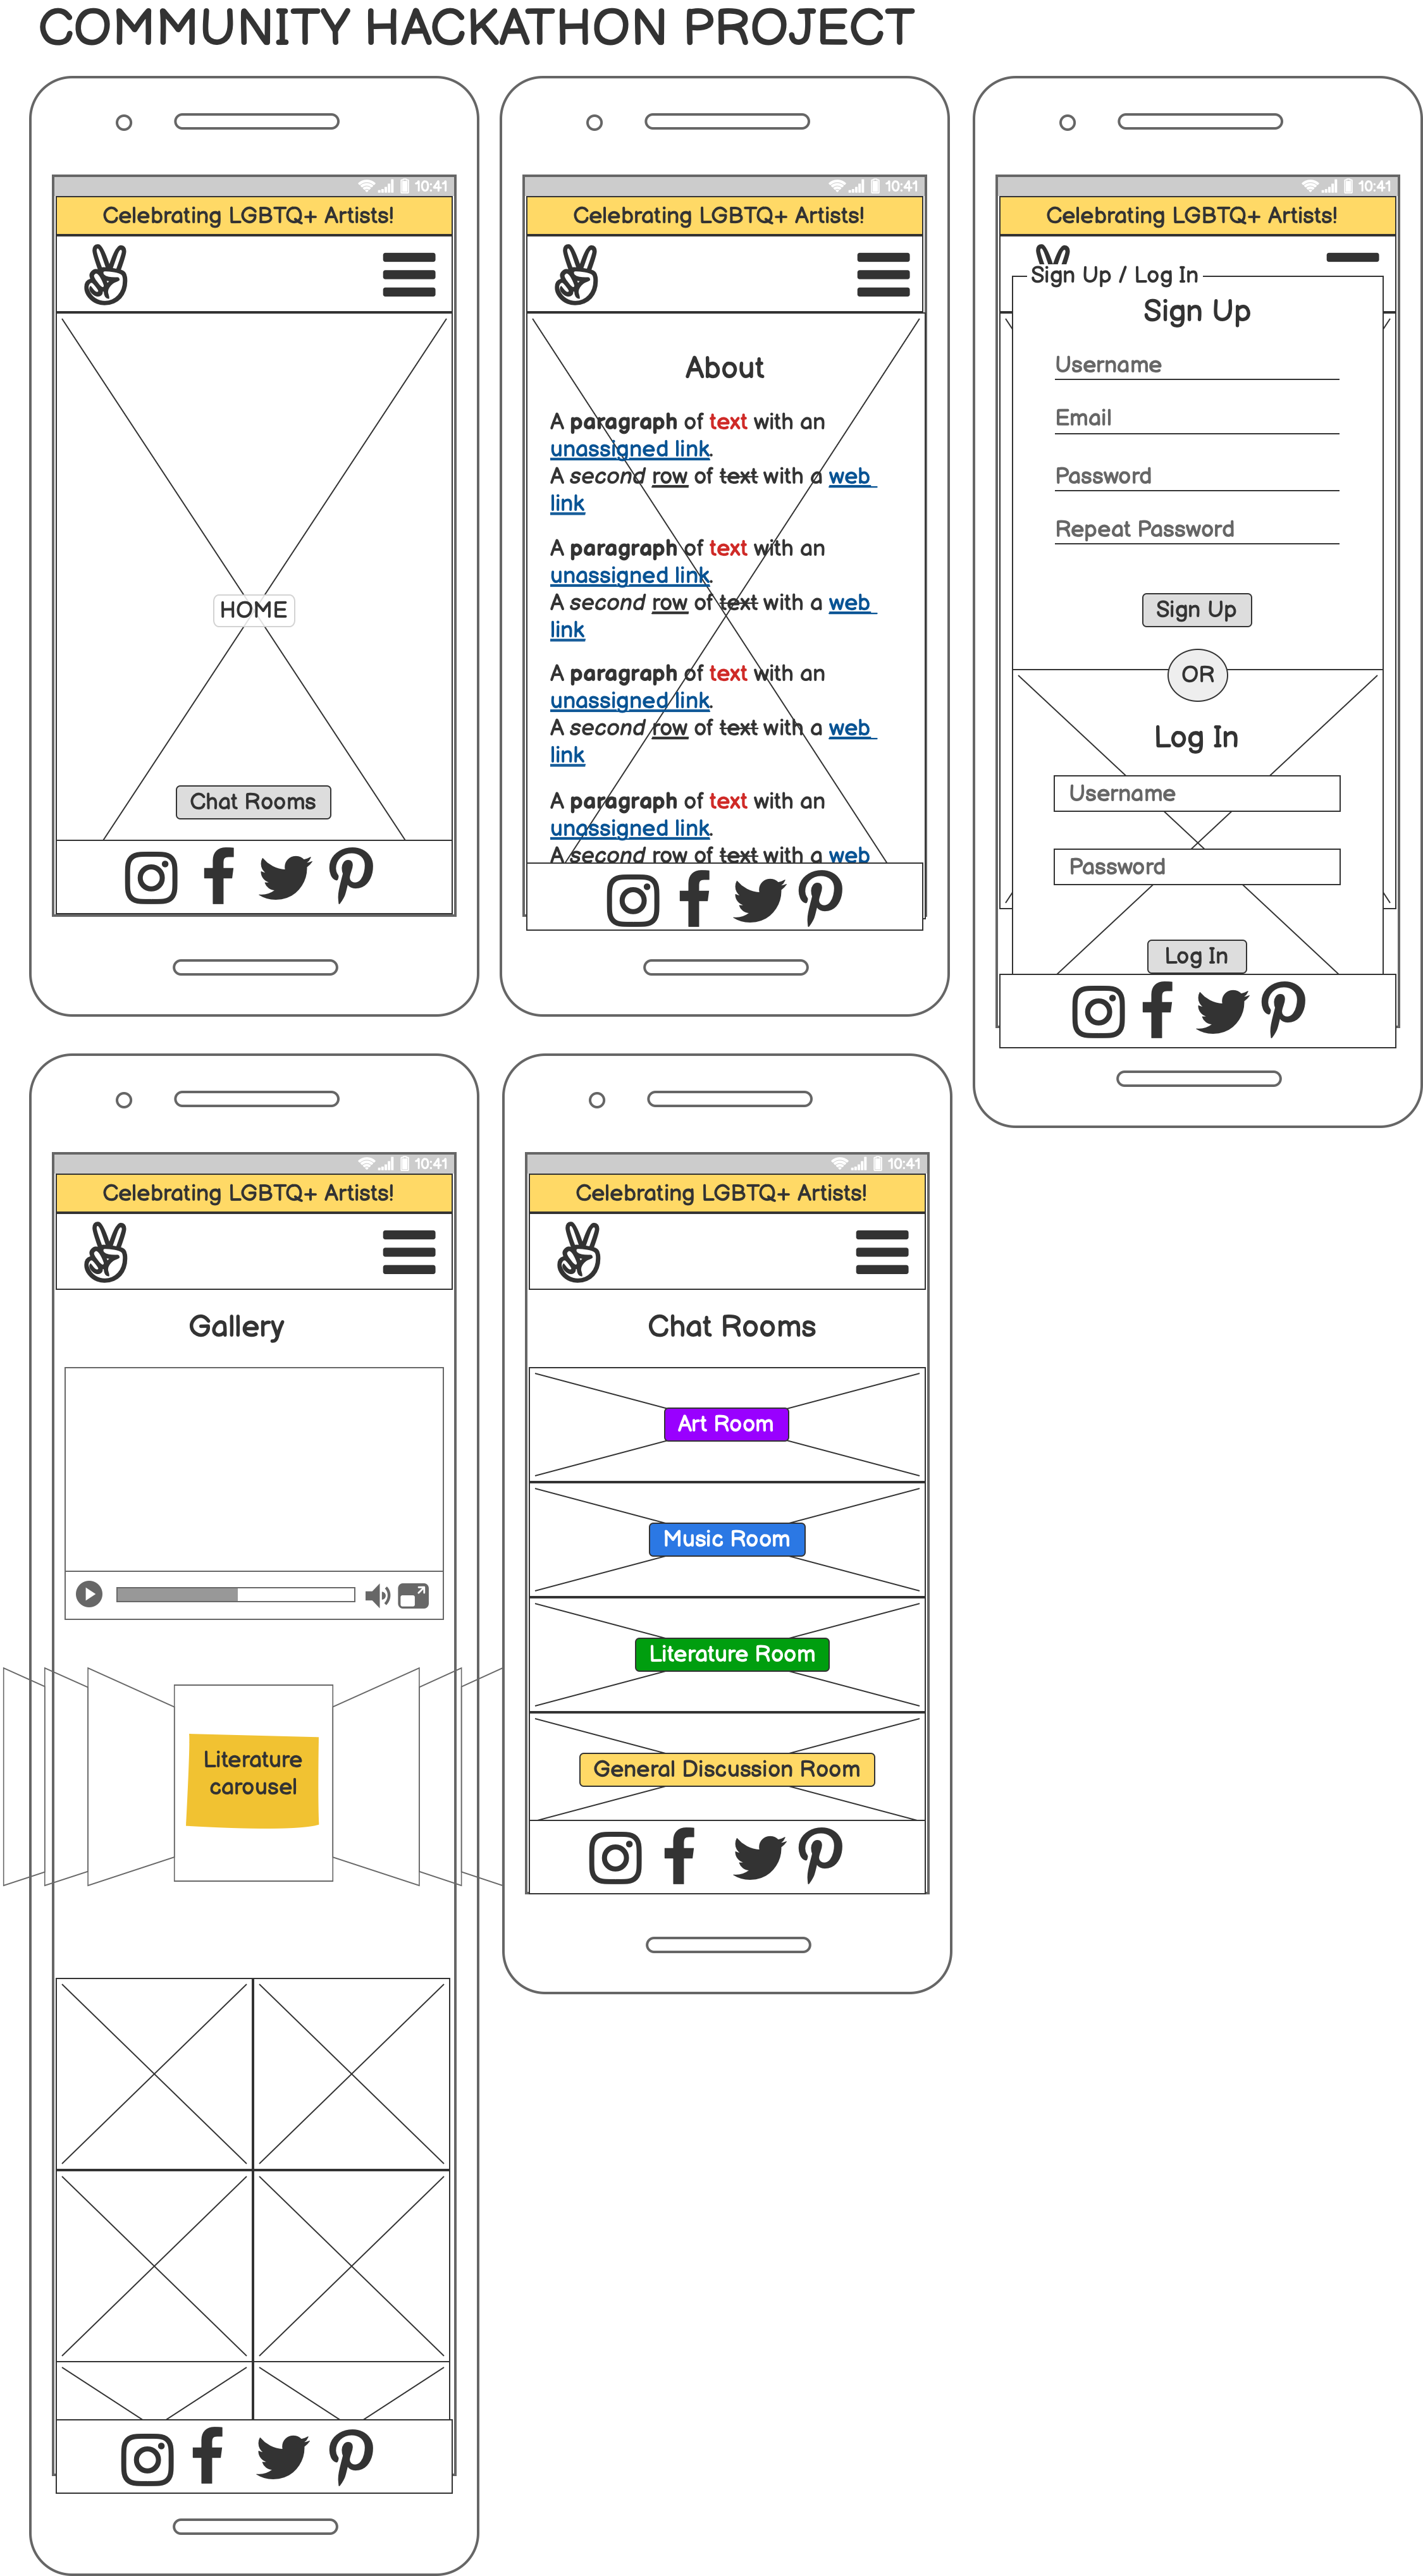 COMMUNITY HACKATHON PROJECT
10:41
Celebrating LGBTQ+ Artists!
HOME
Chat Rooms
10:41
Celebrating LGBTQ+ Artists!
About
A paragraph of text with an
unassigned link.
A second row of text with a web
link
A paragraph of text with an
unassigned link.
A second row of text with a web
link
A paragraph of text with an
unassigned link.
A second row of text with a web
link
A paragraph of text with an
unassigned link.
A second row of text with a web
10:41
Celebrating LGBTQ+ Artists!
Sign Up / Log In
Sign Up
Username
Email
Password
Repeat Password
Sign Up
OR
Log In
Username
Password
Log In
10:41
Celebrating LGBTQ+ Artists!
Gallery
Literature
carousel
10:41
Celebrating LGBTQ+ Artists!
Chat Rooms
Art Room
Music Room
Literature Room
General Discussion Room